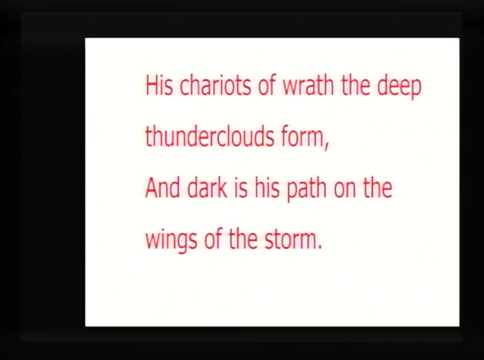 His chariots of wrath the deep
thunderclouds form,
And dark is his path on the
wings of the storm.